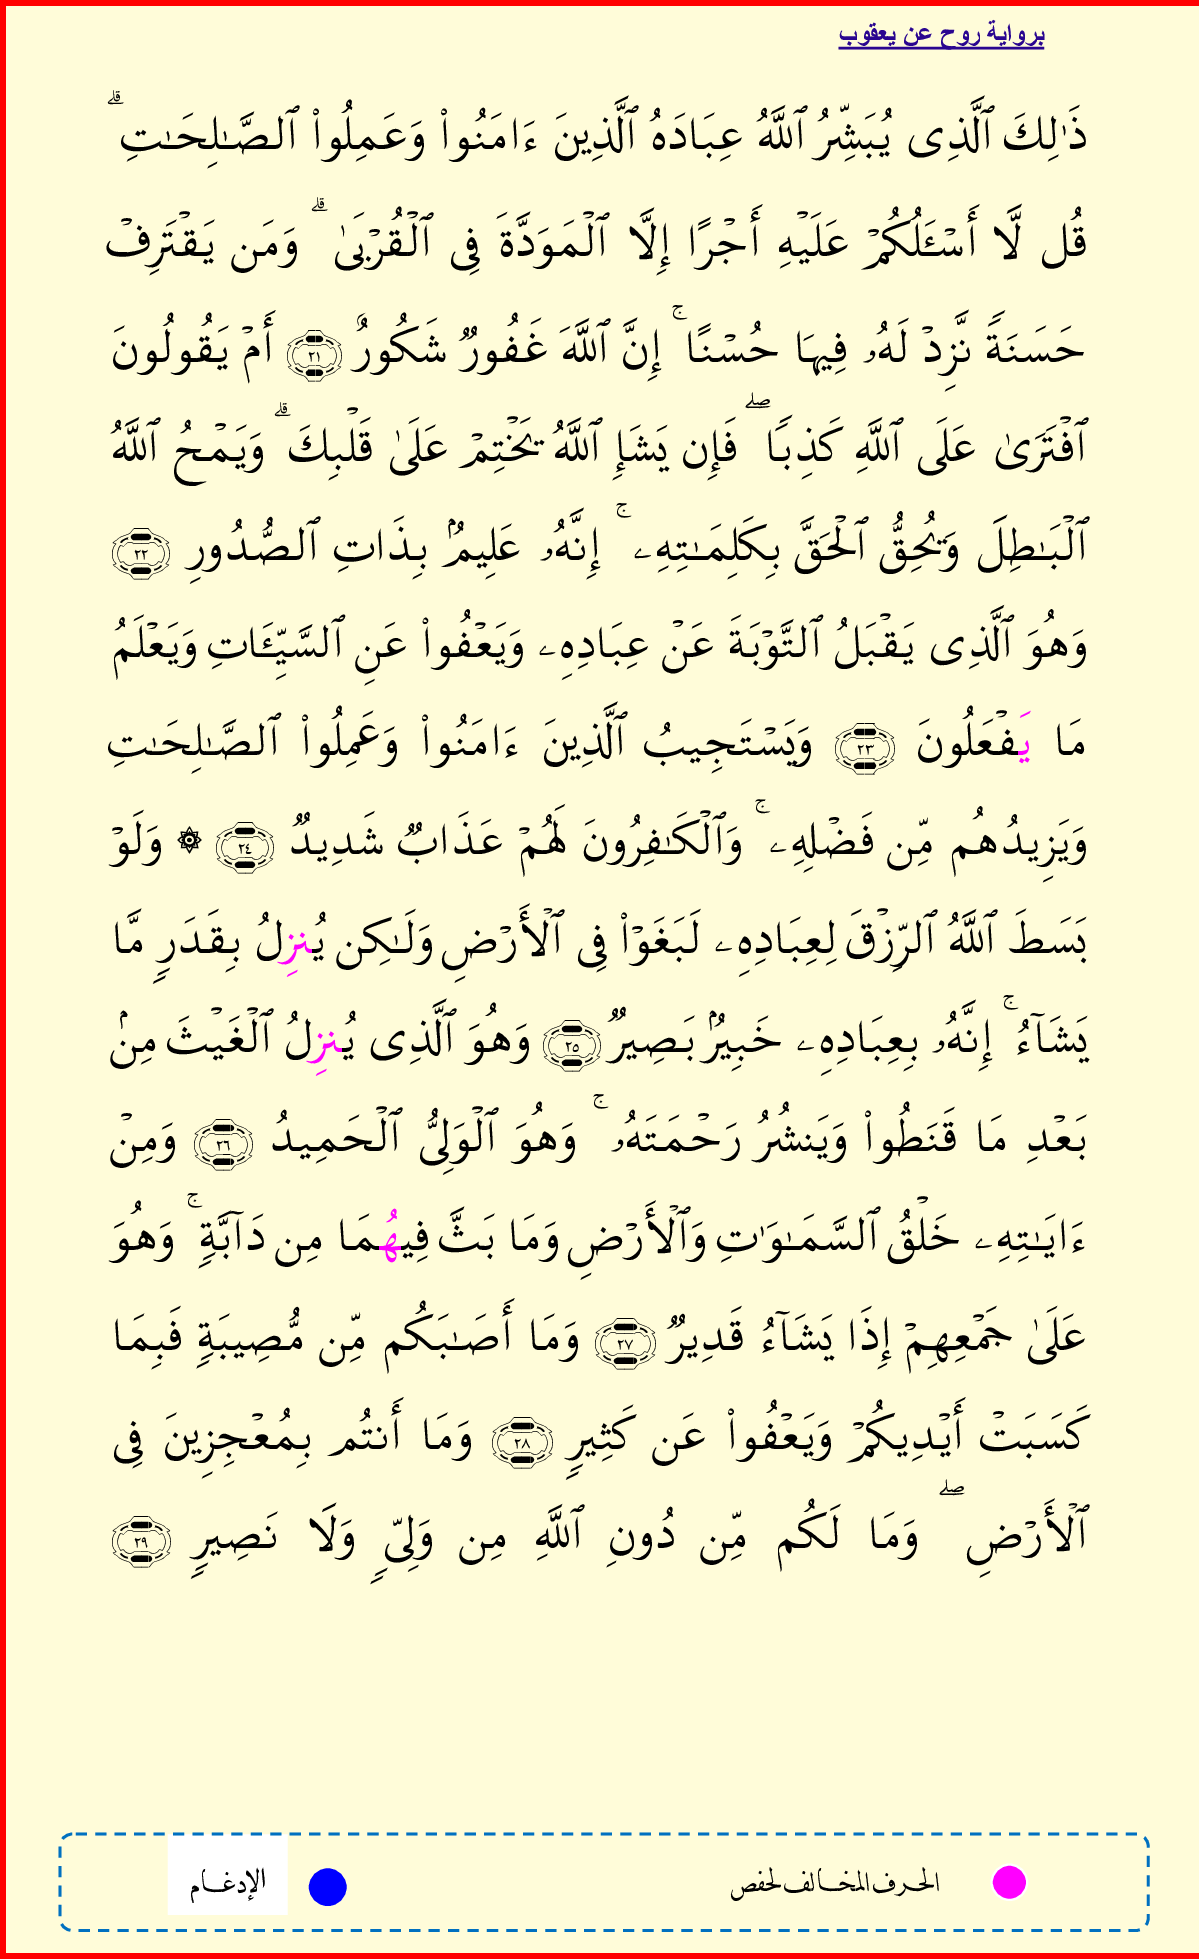 برواية روح عن يعقوب
ذَٰلِكَ ٱلَّذِى يُبَشِّرُ ٱللَّهُ عِبَادَهُ ٱلَّذِينَ ءَامَنُوا۟ وَعَمِلُوا۟ ٱلصَّـٰلِحَـٰتِ ۗ
قُل لَّا أَسْـَٔلُكُمْ عَلَيْهِ أَجْرًا إِلَّا ٱلْمَوَدَّةَ فِى ٱلْقُرْبَىٰ ۗ وَمَن يَقْتَرِفْ
حَسَنَةً نَّزِدْ لَهُۥ فِيهَا حُسْنًا ۚ إِنَّ ٱللَّهَ غَفُورٌ شَكُورٌ ٢١ أَمْ يَقُولُونَ
ٱفْتَرَىٰ عَلَى ٱللَّهِ كَذِبًا ۖ فَإِن يَشَإِ ٱللَّهُ يَخْتِمْ عَلَىٰ قَلْبِكَ ۗ وَيَمْحُ ٱللَّهُ
ٱلْبَـٰطِلَ وَيُحِقُّ ٱلْحَقَّ بِكَلِمَـٰتِهِۦ ۚ إِنَّهُۥ عَلِيمٌۢ بِذَاتِ ٱلصُّدُورِ ٢٢
وَهُوَ ٱلَّذِى يَقْبَلُ ٱلتَّوْبَةَ عَنْ عِبَادِهِۦ وَيَعْفُوا۟ عَنِ ٱلسَّيِّـَٔاتِ وَيَعْلَمُ
مَا يَفْعَلُونَ ٢٣ وَيَسْتَجِيبُ ٱلَّذِينَ ءَامَنُوا۟ وَعَمِلُوا۟ ٱلصَّـٰلِحَـٰتِ
وَيَزِيدُهُم مِّن فَضْلِهِۦ ۚ وَٱلْكَـٰفِرُونَ لَهُمْ عَذَابٌ شَدِيدٌ ٢٤ ۞ وَلَوْ
بَسَطَ ٱللَّهُ ٱلرِّزْقَ لِعِبَادِهِۦ لَبَغَوْا۟ فِى ٱلْأَرْضِ وَلَـٰكِن يُنزِلُ بِقَدَرٍ مَّا
يَشَآءُ ۚ إِنَّهُۥ بِعِبَادِهِۦ خَبِيرٌۢ بَصِيرٌ ٢٥ وَهُوَ ٱلَّذِى يُنزِلُ ٱلْغَيْثَ مِنۢ
بَعْدِ مَا قَنَطُوا۟ وَيَنشُرُ رَحْمَتَهُۥ ۚ وَهُوَ ٱلْوَلِىُّ ٱلْحَمِيدُ ٢٦ وَمِنْ
ءَايَـٰتِهِۦ خَلْقُ ٱلسَّمَـٰوَٰتِ وَٱلْأَرْضِ وَمَا بَثَّ فِيهُمَا مِن دَآبَّةٍ ۚ وَهُوَ
عَلَىٰ جَمْعِهِمْ إِذَا يَشَآءُ قَدِيرٌ ٢٧ وَمَا أَصَـٰبَكُم مِّن مُّصِيبَةٍ فَبِمَا
كَسَبَتْ أَيْدِيكُمْ وَيَعْفُوا۟ عَن كَثِيرٍ ٢٨ وَمَا أَنتُم بِمُعْجِزِينَ فِى
ٱلْأَرْضِ ۖ وَمَا لَكُم مِّن دُونِ ٱللَّهِ مِن وَلِىٍّ وَلَا نَصِيرٍ ٢٩
الحرف المخالف لحفص الإدغام